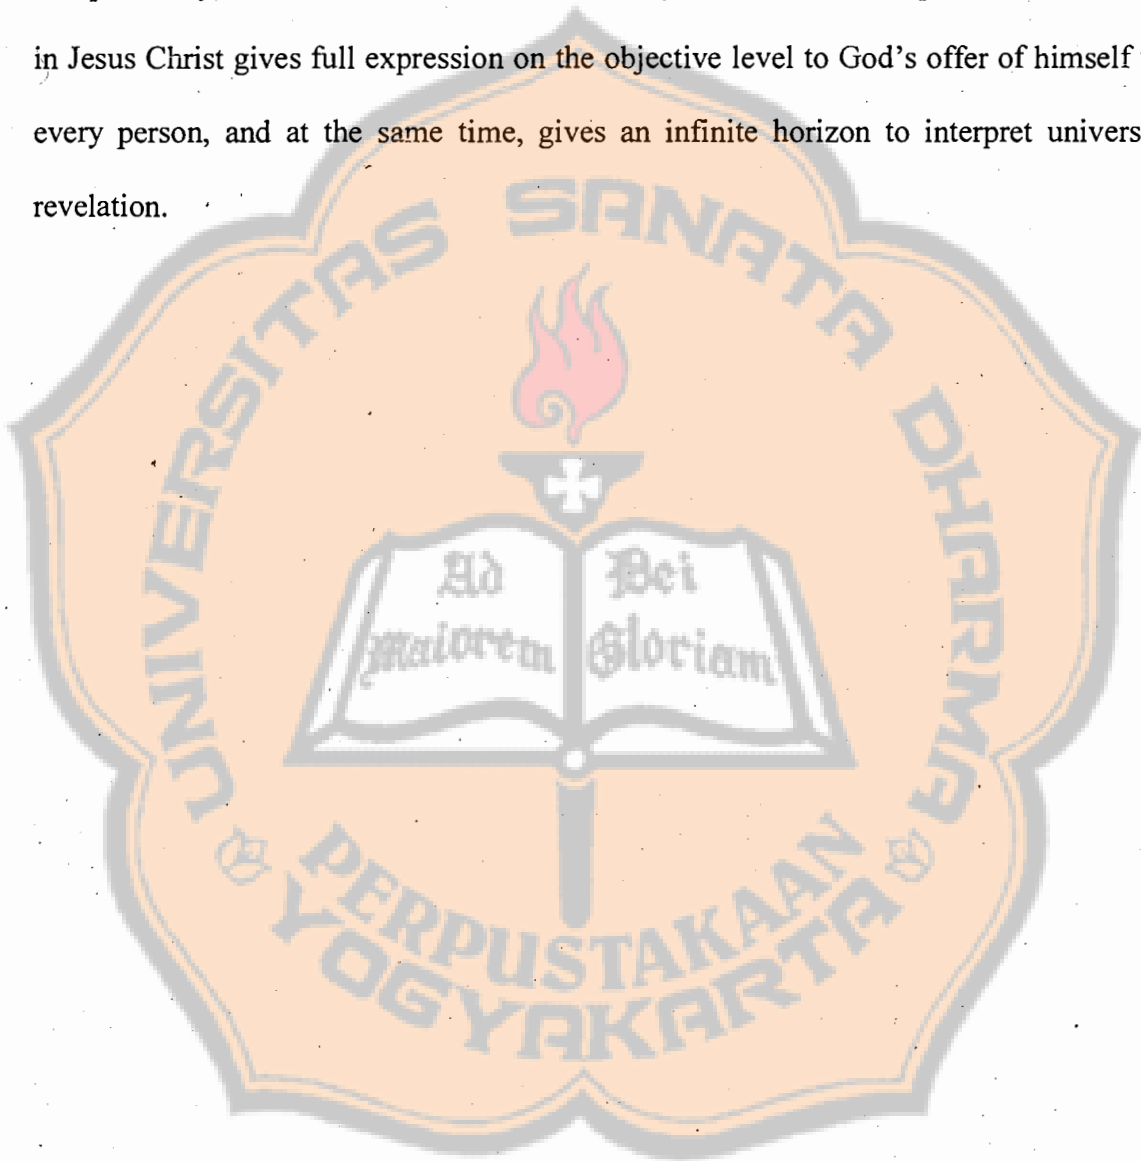 in Jesus Christ gives full expression on the objective level to God's offer of himself
every person, and at the same time, gives an infinite horizon to interpret univers
revelation.
UNIVERSITAS SANATA DHARMA
Ad Dei
maiorem Gloriam
PERPUSTAKAAN
YOGYAKARTA